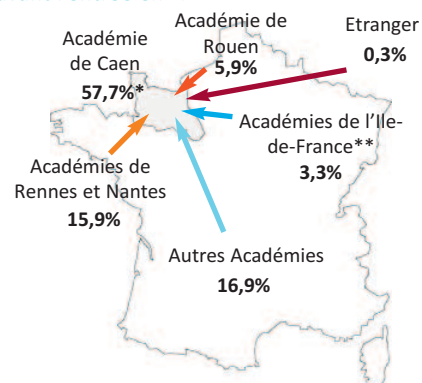 Académie
de Caen
57,7%*
Académie de
Rouen
5,9%
Etranger
0,3%
Académies de l'Ile-
de-France**
3,3%
Académies de
Rennes et Nantes
15,9%
Autres Académies
16,9%